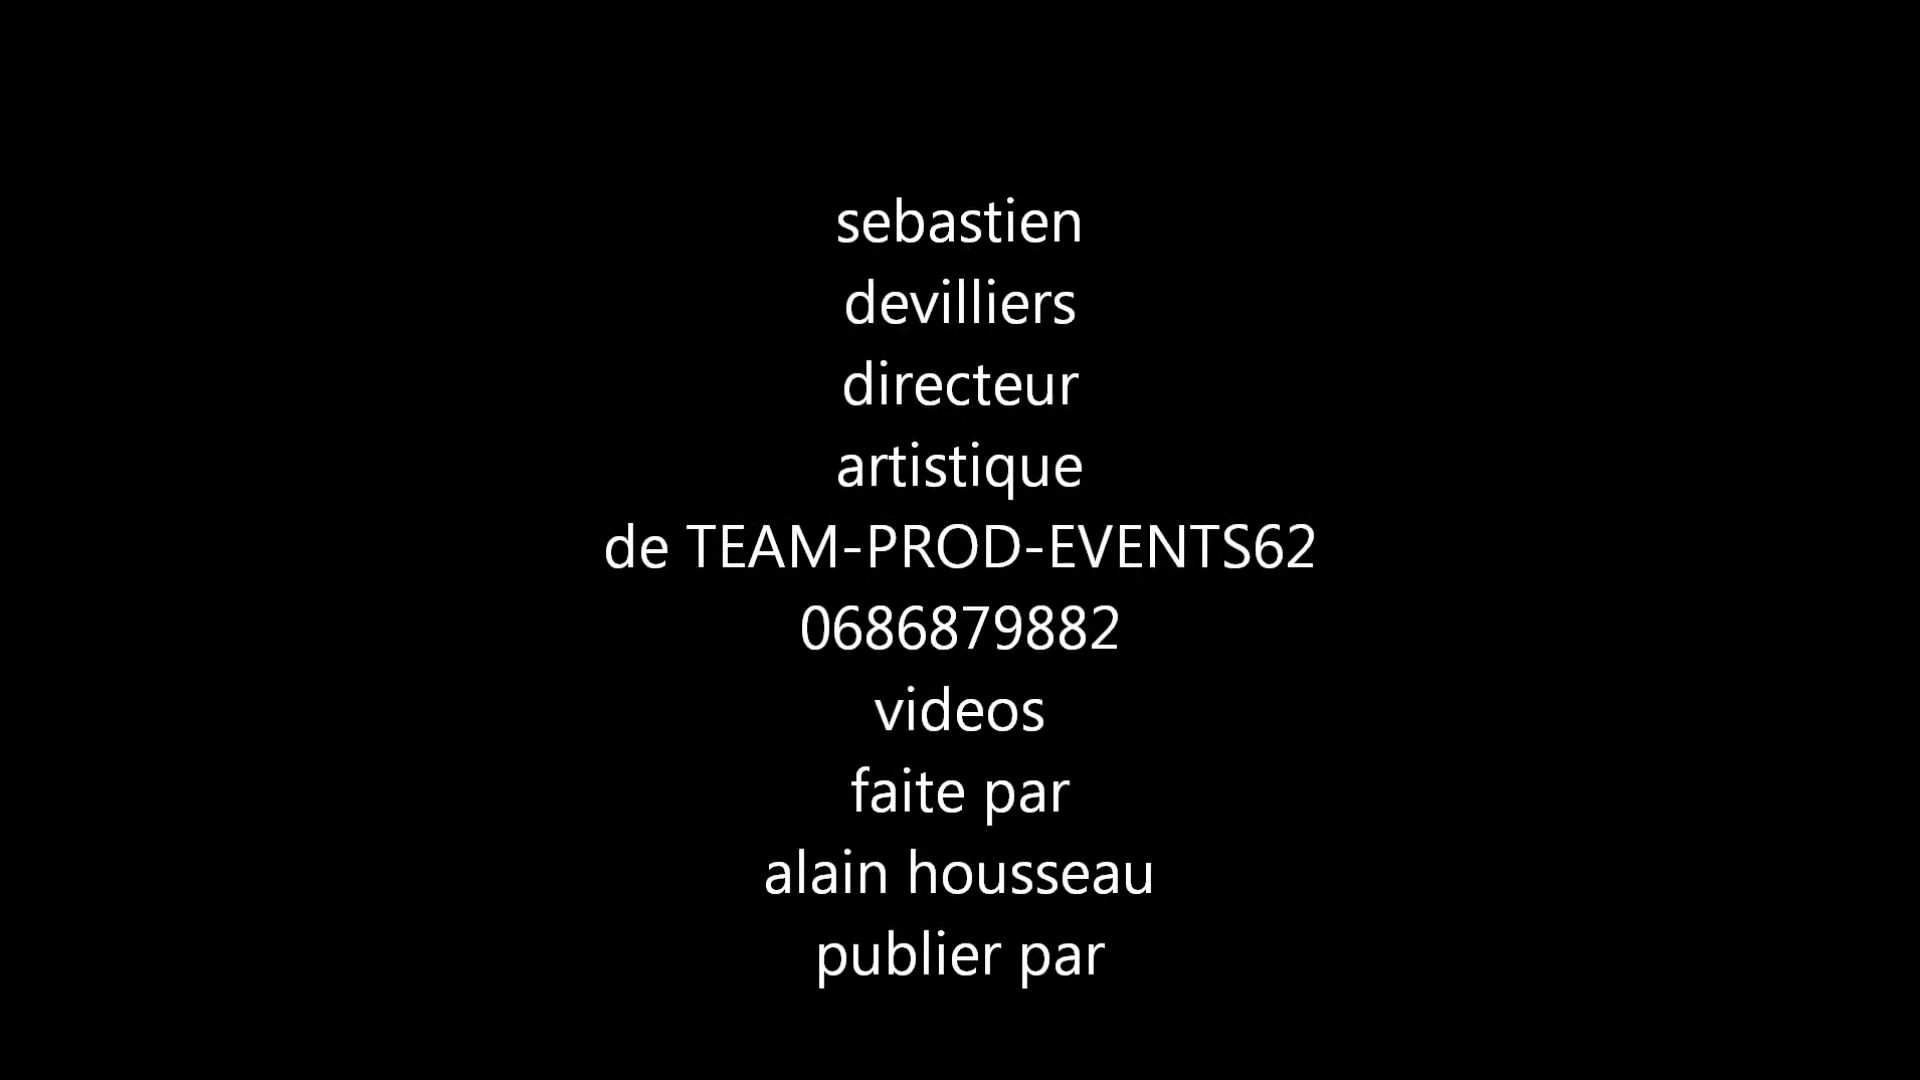 sebastien
devilliers
directeur
artistique
de TEAM-PROD-EVENTS62
0686879882
videos
faite par
alain housseau
publier par